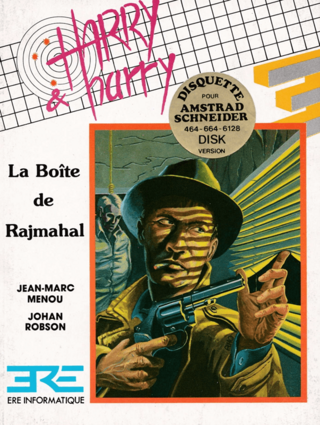 HARRY
& harry
DISQUETTE
POUR
AMSTRAD
SCHNEIDER
464-664-6128
DISK
VERSION
La Boîte
de
Rajmahal
JEAN-MARC
MENOU
JOHAN
ROBSON
ERE
ERE INFORMATIQUE